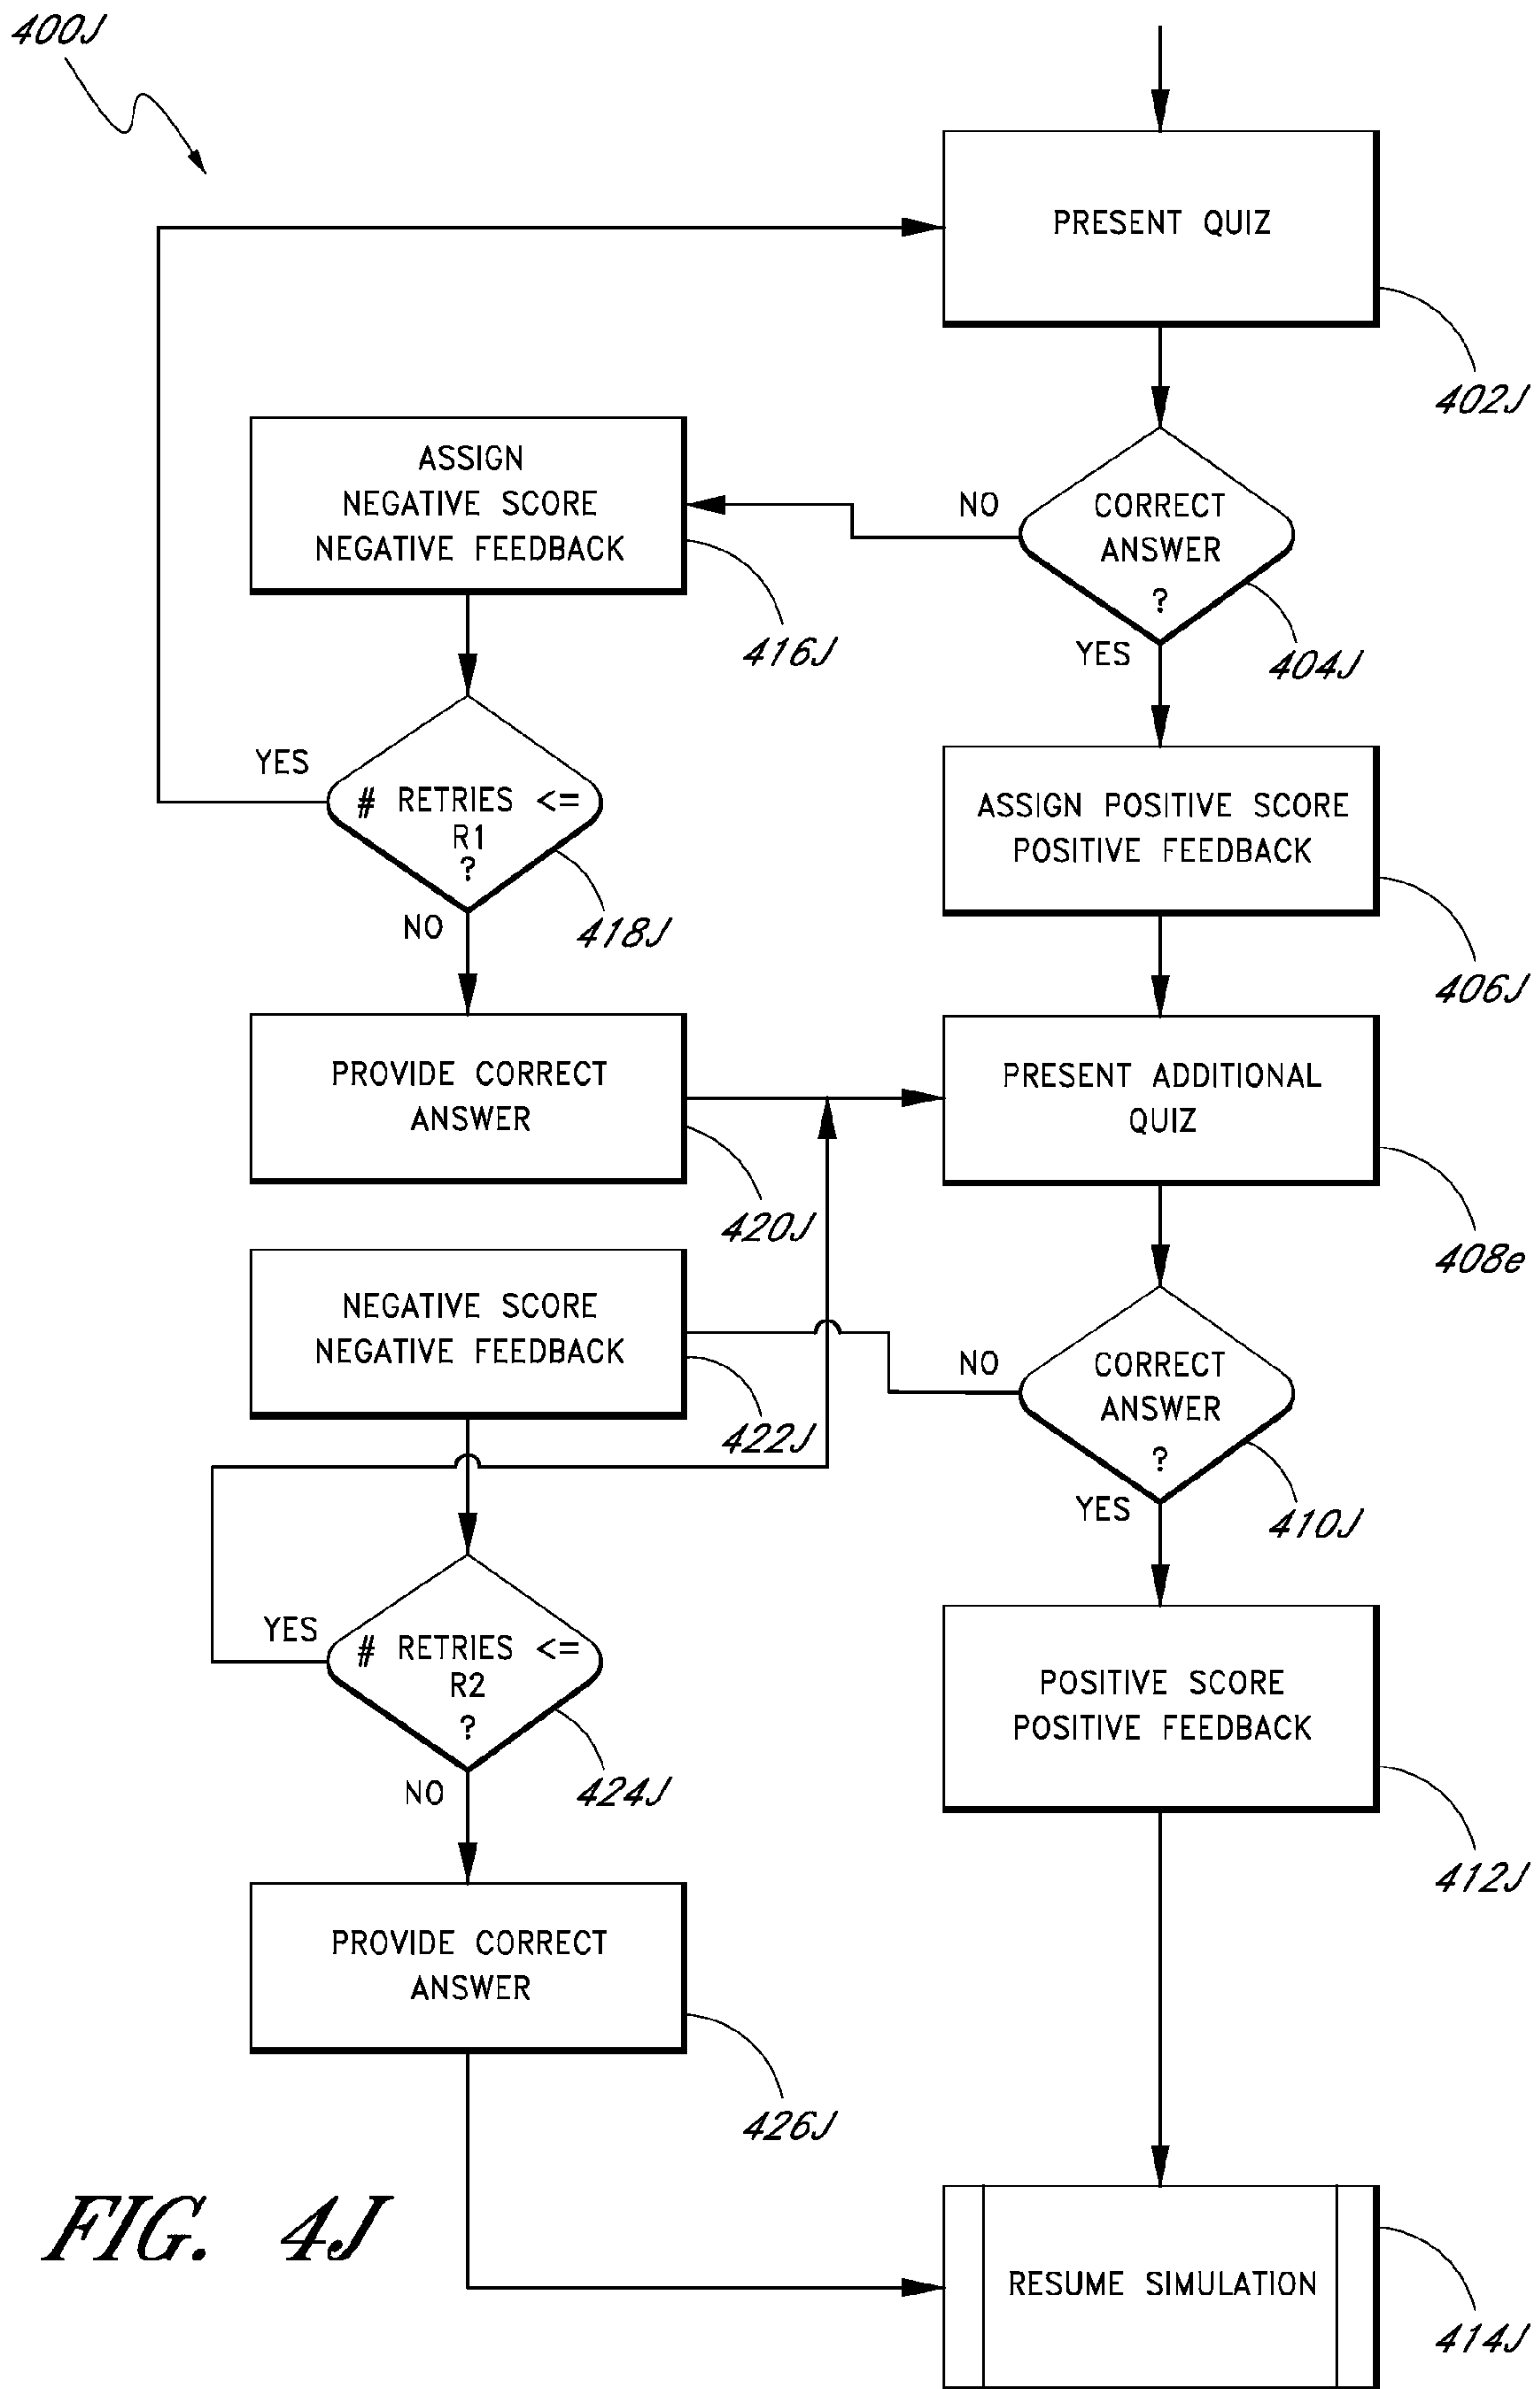 400J
PRESENT QUIZ
402J
ASSIGN
NEGATIVE SCORE
NEGATIVE FEEDBACK
416J
NO
CORRECT
ANSWER
?
YES
404J
YES
# RETRIES <=
R1
?
NO
418J
ASSIGN POSITIVE SCORE
POSITIVE FEEDBACK
406J
PROVIDE CORRECT
ANSWER
420J
PRESENT ADDITIONAL
QUIZ
408e
NEGATIVE SCORE
NEGATIVE FEEDBACK
422J
NO
CORRECT
ANSWER
?
YES
410J
YES
# RETRIES <=
R2
?
NO
424J
POSITIVE SCORE
POSITIVE FEEDBACK
412J
PROVIDE CORRECT
ANSWER
426J
RESUME SIMULATION
414J
FIG. 4J